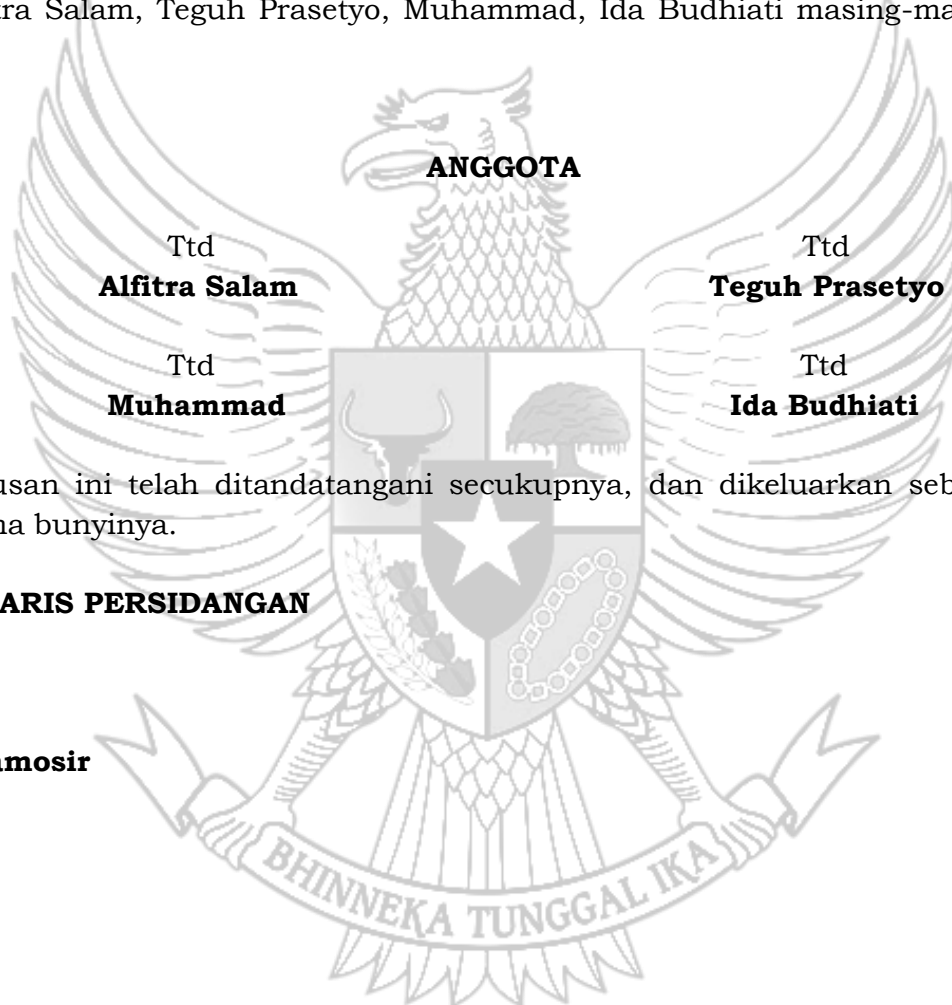 tra Salam, Teguh Prasetyo, Muhammad, Ida Budhiati masing-ma
ANGGOTA
Ttd Ttd
Alfitra Salam Teguh Prasetyo
Ttd Ttd
Muhammad Ida Budhiati
usan ini telah ditandatangani secukupnya, dan dikeluarkan seb
na bunyinya.
ARIS PERSIDANGAN
amosir
BHINNEKA TUNGGAL IKA